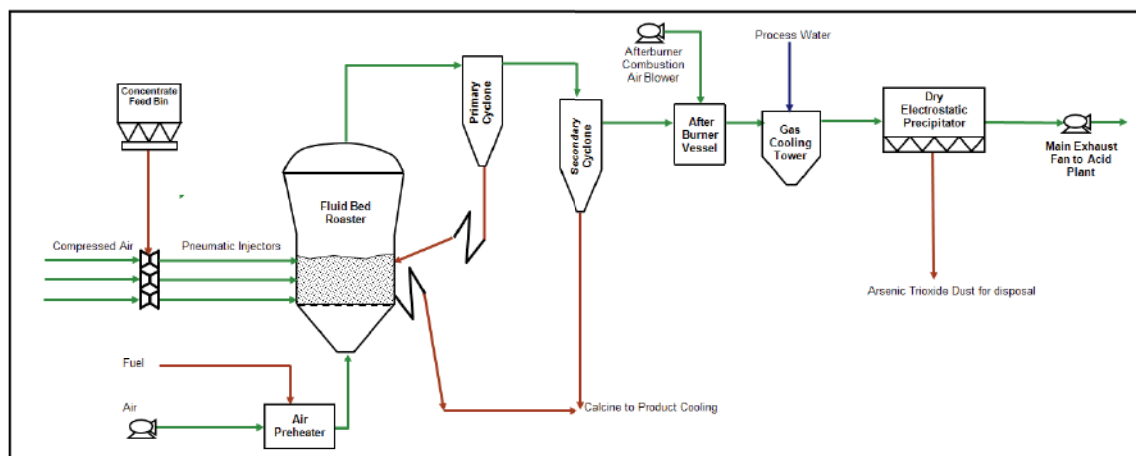 Process Water
Afterburner
Combustion
Air Blower
Concentrate
Feed Bin
Primary
Cyclone
Secondary
Cyclone
After
Burner
Vessel
Gas
Cooling
Tower
Dry
Electrostatic
Precipitator
Main Exhaust
Fan to Acid
Plant
Fluid Bed
Roaster
Compressed Air
Pneumatic Injectors
Arsenic Trioxide Dust for disposal
Fuel
Air
Air
Preheater
Calcine to Product Cooling